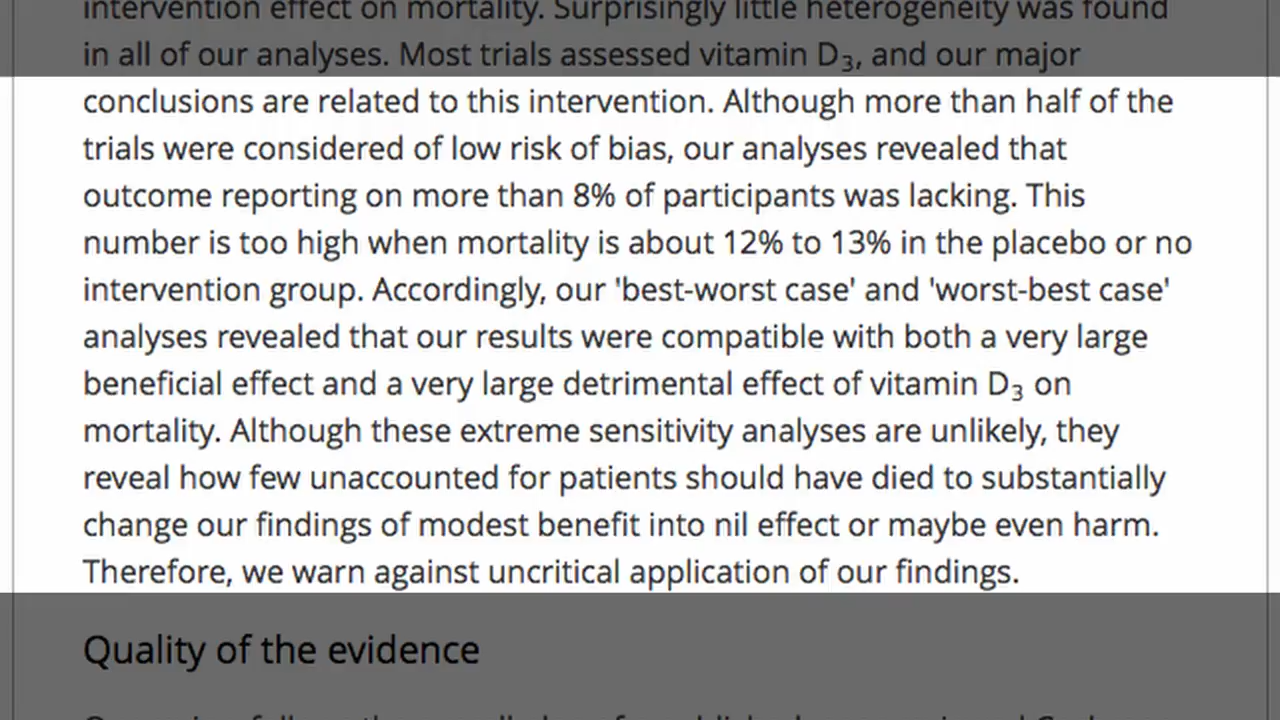 intervention effect on mortality. Surprisingly little heterogeneity was found
in all of our analyses. Most trials assessed vitamin D₃, and our major
conclusions are related to this intervention. Although more than half of the
trials were considered of low risk of bias, our analyses revealed that
outcome reporting on more than 8% of participants was lacking. This
number is too high when mortality is about 12% to 13% in the placebo or no
intervention group. Accordingly, our 'best-worst case' and 'worst-best case'
analyses revealed that our results were compatible with both a very large
beneficial effect and a very large detrimental effect of vitamin D₃ on
mortality. Although these extreme sensitivity analyses are unlikely, they
reveal how few unaccounted for patients should have died to substantially
change our findings of modest benefit into nil effect or maybe even harm.
Therefore, we warn against uncritical application of our findings.
Quality of the evidence